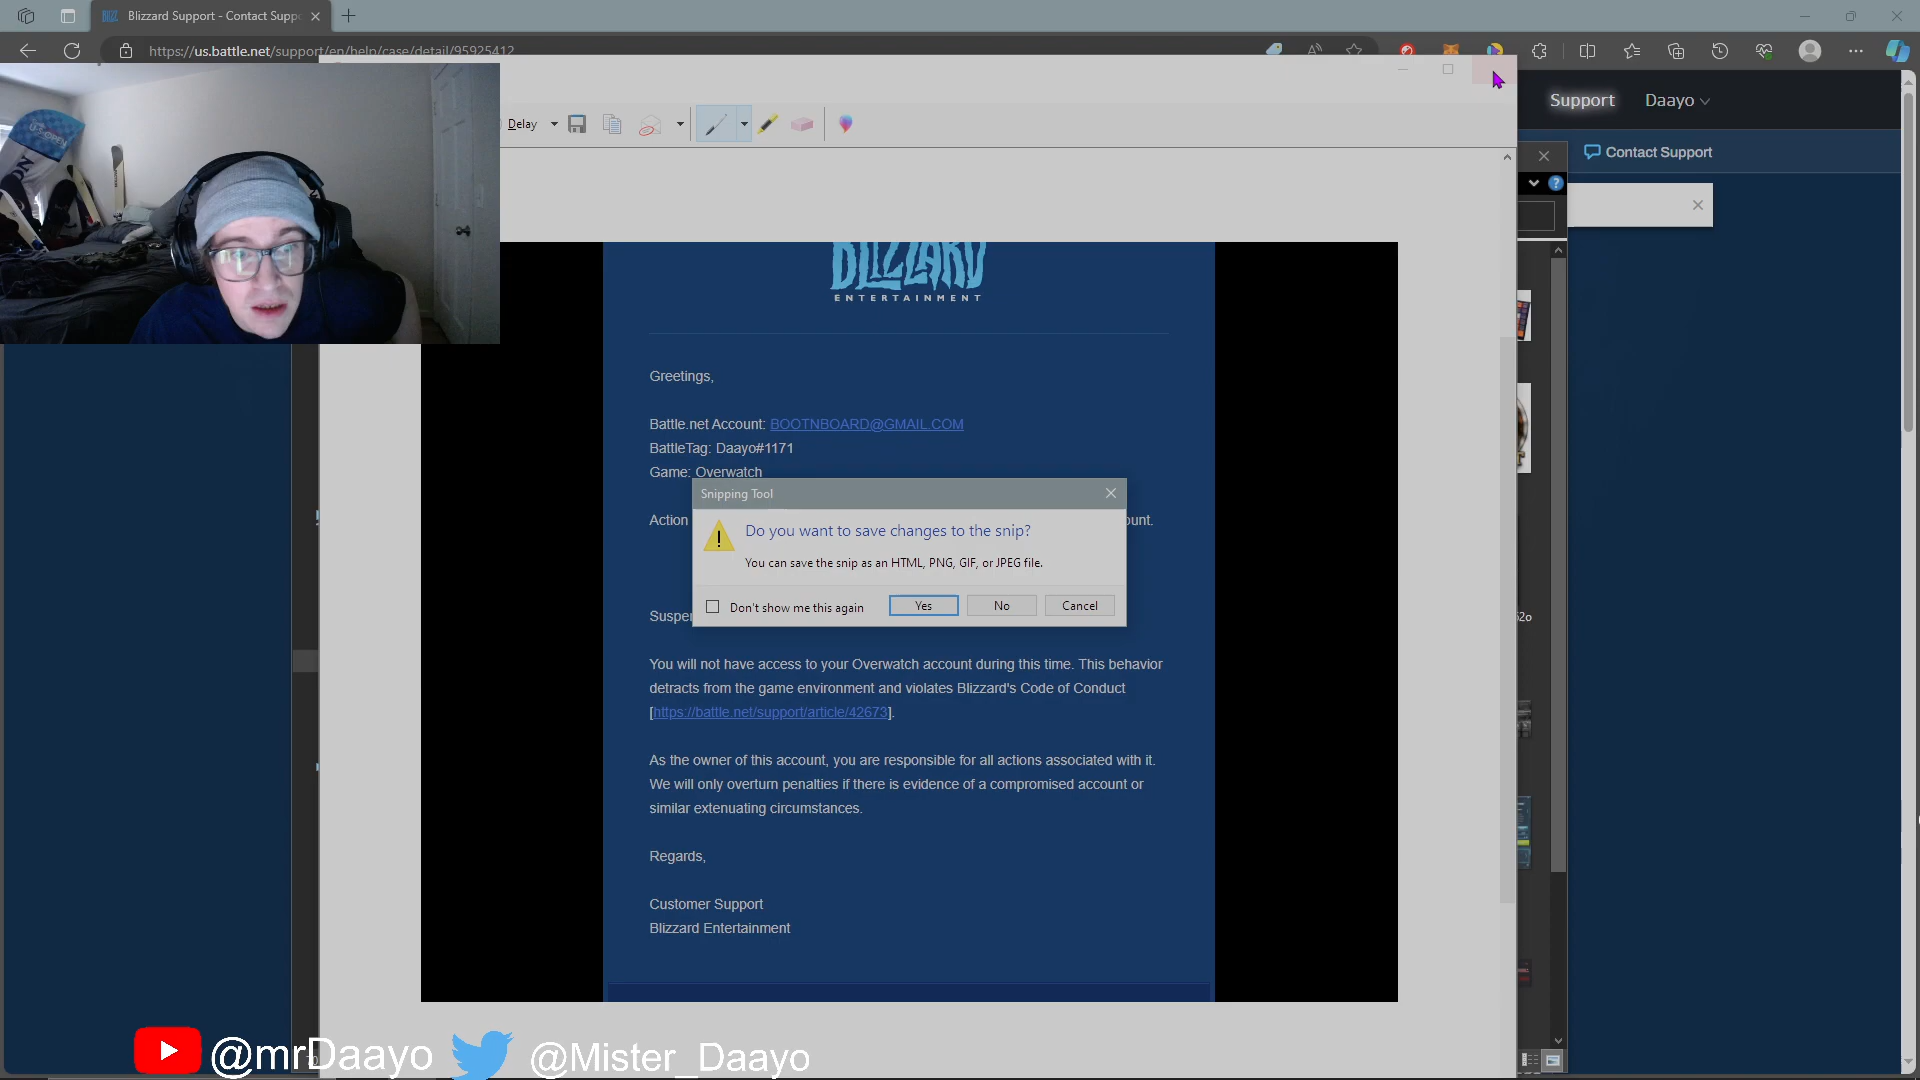 Blizzard Support - Contact Supp
https://us.battle.net/support/en/help/case/detail/95925412
Support
Daayo
Delay
Contact Support
BLIZZARD
ENTERTAINMENT
Greetings,
Battle.net Account: BOOTNBOARD@GMAIL.COM
BattleTag: Daayo#1171
Game: Overwatch
Snipping Tool
Action
ount.
Do you want to save changes to the snip?
You can save the snip as an HTML, PNG, GIF, or JPEG file.
Don't show me this again
Yes
No
Cancel
Suspe
62o
You will not have access to your Overwatch account during this time. This behavior
detracts from the game environment and violates Blizzard's Code of Conduct
[https://battle.net/support/article/42673].
As the owner of this account, you are responsible for all actions associated with it.
We will only overturn penalties if there is evidence of a compromised account or
similar extenuating circumstances.
Regards,
Customer Support
Blizzard Entertainment
@mrDaayo
@Mister_Daayo